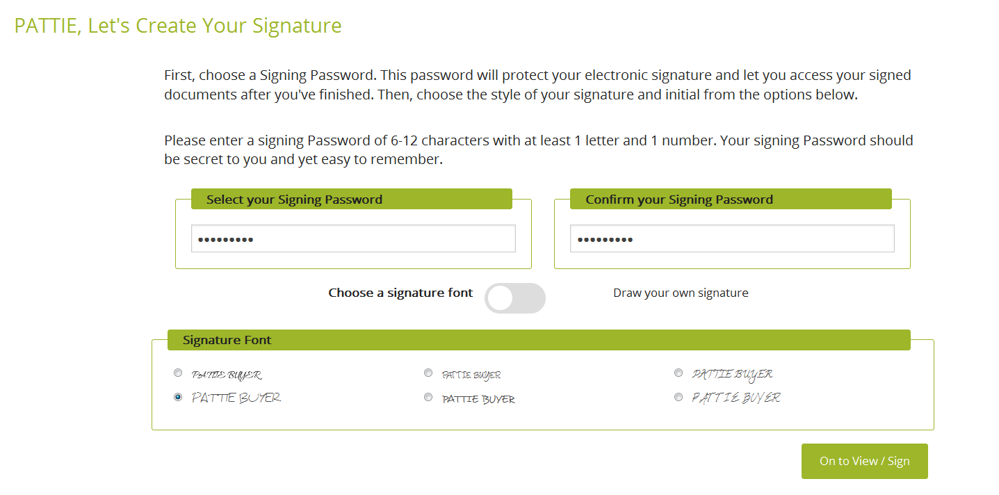 PATTIE, Let's Create Your Signature
First, choose a Signing Password. This password will protect your electronic signature and let you access your signed
documents after you've finished. Then, choose the style of your signature and initial from the options below.
Please enter a signing Password of 6-12 characters with at least 1 letter and 1 number. Your signing Password should
be secret to you and yet easy to remember.
Select your Signing Password
Confirm your Signing Password
•••••••••
•••••••••
Choose a signature font
Draw your own signature
Signature Font
PATTIE BUYER
PATTIE BUYER
PATTIE BUYER
PATTIE BUYER
PATTIE BUYER
PATTIE BUYER
On to View / Sign